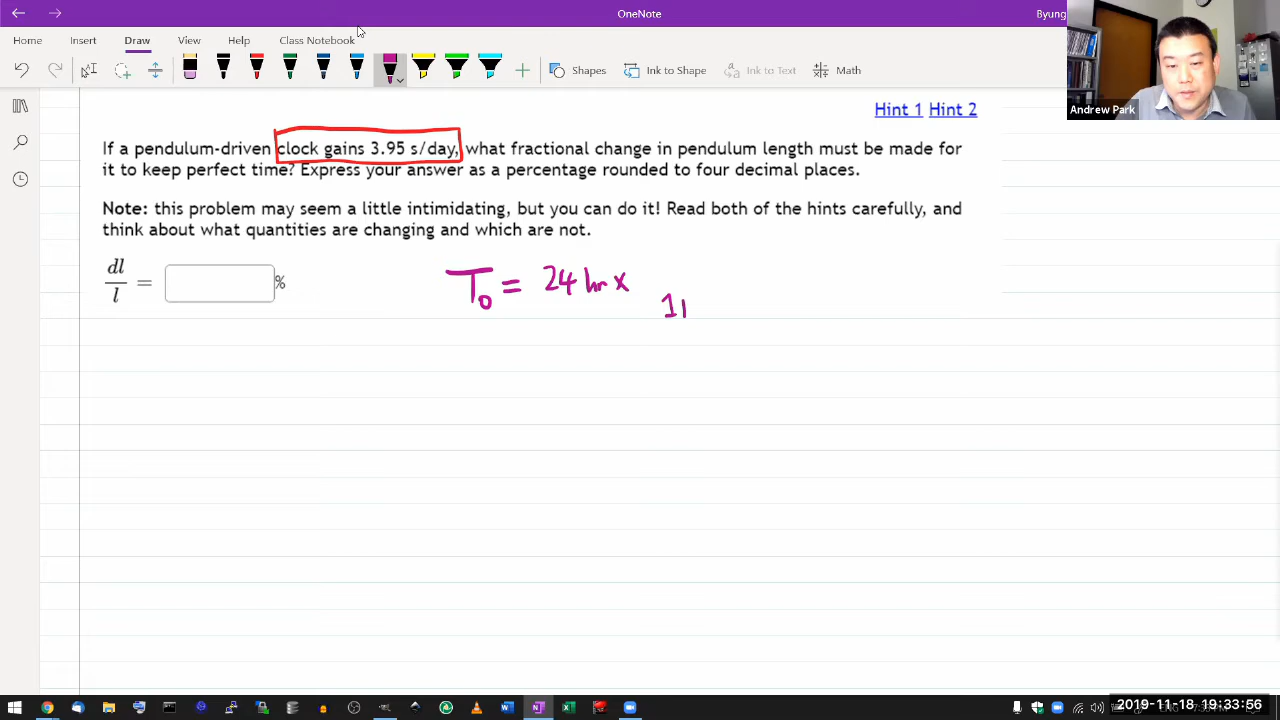 OneNote
Byung
Home Insert Draw View Help Class Notebook
Shapes Ink to Shape Ink to Text Math
Andrew Park
Hint 1 Hint 2
If a pendulum-driven clock gains 3.95 s/day, what fractional change in pendulum length must be made for
it to keep perfect time? Express your answer as a percentage rounded to four decimal places.
Note: this problem may seem a little intimidating, but you can do it! Read both of the hints carefully, and
think about what quantities are changing and which are not.
dl/l = %
T₀ = 24 hr x
1
2019-11-18 19:33:56